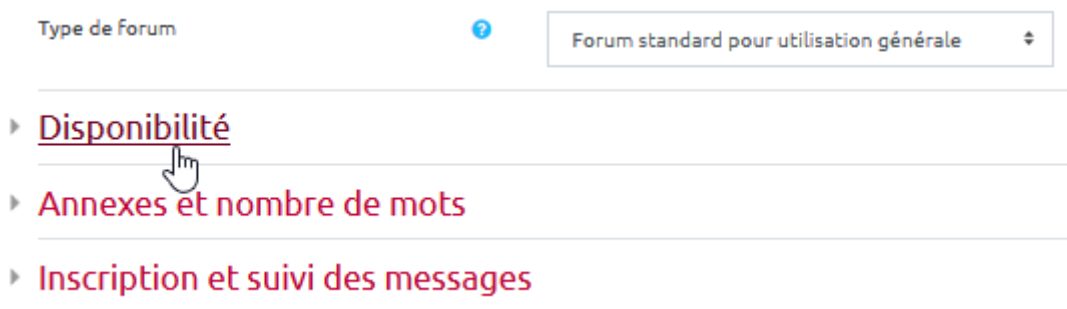 Type de forum
?
Forum standard pour utilisation générale
Disponibilité
Annexes et nombre de mots
Inscription et suivi des messages